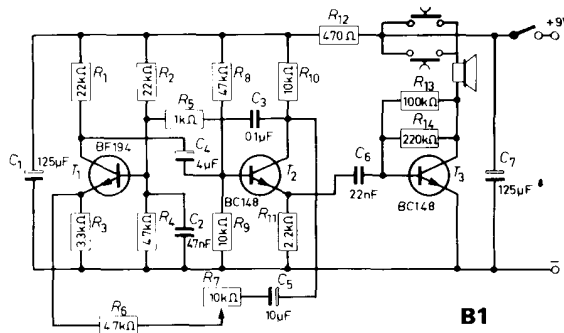 R12
470Ω
+9V
R1
22kΩ
R2
22kΩ
R8
47kΩ
R10
10kΩ
R5
1kΩ
C3
0.1µF
R13
100kΩ
R14
220kΩ
C1
125µF
BF194
T1
C4
4µF
T2
BC148
C6
22nF
T3
BC148
C7
125µF
R3
3.3kΩ
R4
4.7kΩ
C2
47nF
R9
10kΩ
R11
2.2kΩ
R7
10kΩ
C5
10µF
R6
4.7kΩ
–
B1